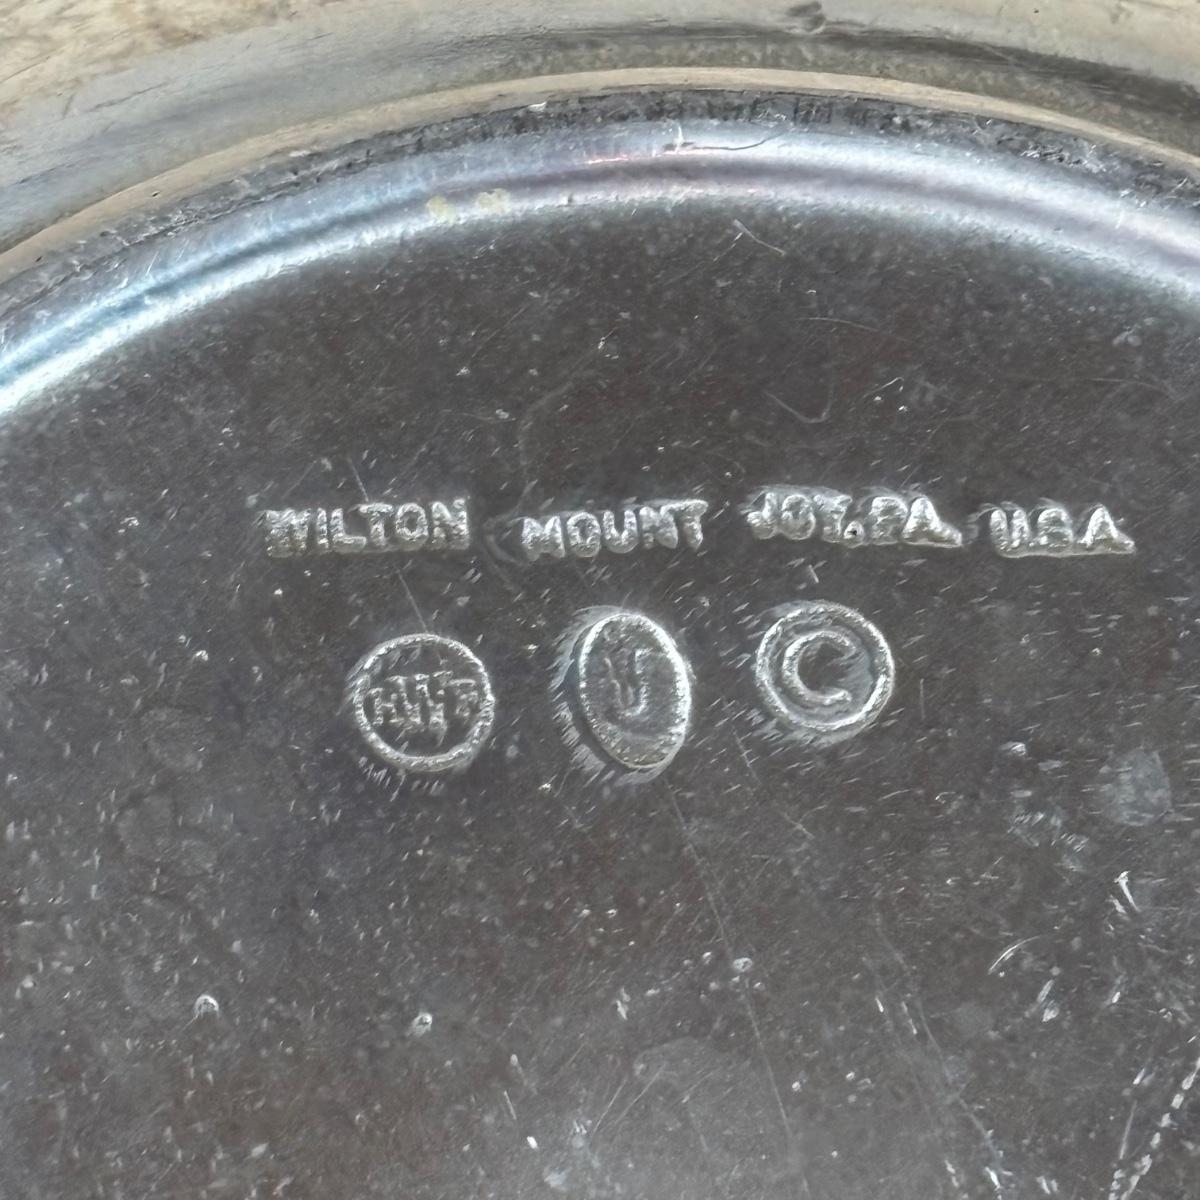 WILTON MOUNT JOY, PA. U.S.A
©